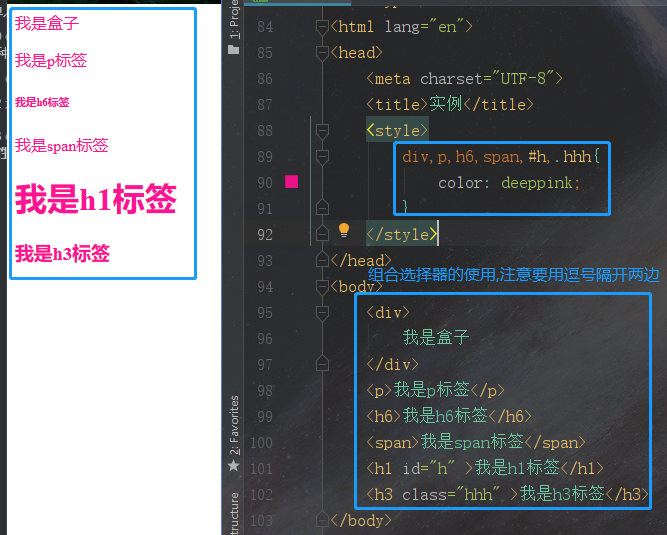 我是盒子
我是p标签
我是h6标签
我是span标签
我是h1标签
我是h3标签
1: Proje
2: Favorites
tructure
84 <html lang="en">
85 <head>
86 <meta charset="UTF-8">
87 <title>实例</title>
88 <style>
89 div,p,h6,span,#h,.hhh{
90 color: deeppink;
91 }
92 </style>
93 </head>
组合选择器的使用,注意要用逗号隔开两边
94 <body>
95 <div>
96 我是盒子
97 </div>
98 <p>我是p标签</p>
99 <h6>我是h6标签</h6>
100 <span>我是span标签</span>
101 <h1 id="h" >我是h1标签</h1>
102 <h3 class="hhh" >我是h3标签</h3>
103 </body>